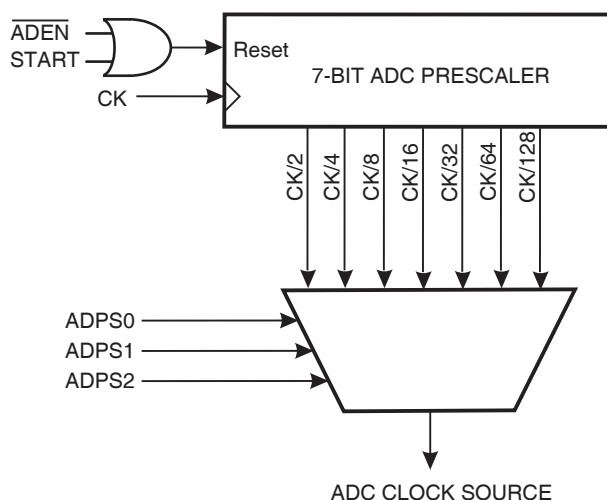 ADEN
START
Reset
7-BIT ADC PRESCALER
CK
CK/2
CK/4
CK/8
CK/16
CK/32
CK/64
CK/128
ADPS0
ADPS1
ADPS2
ADC CLOCK SOURCE